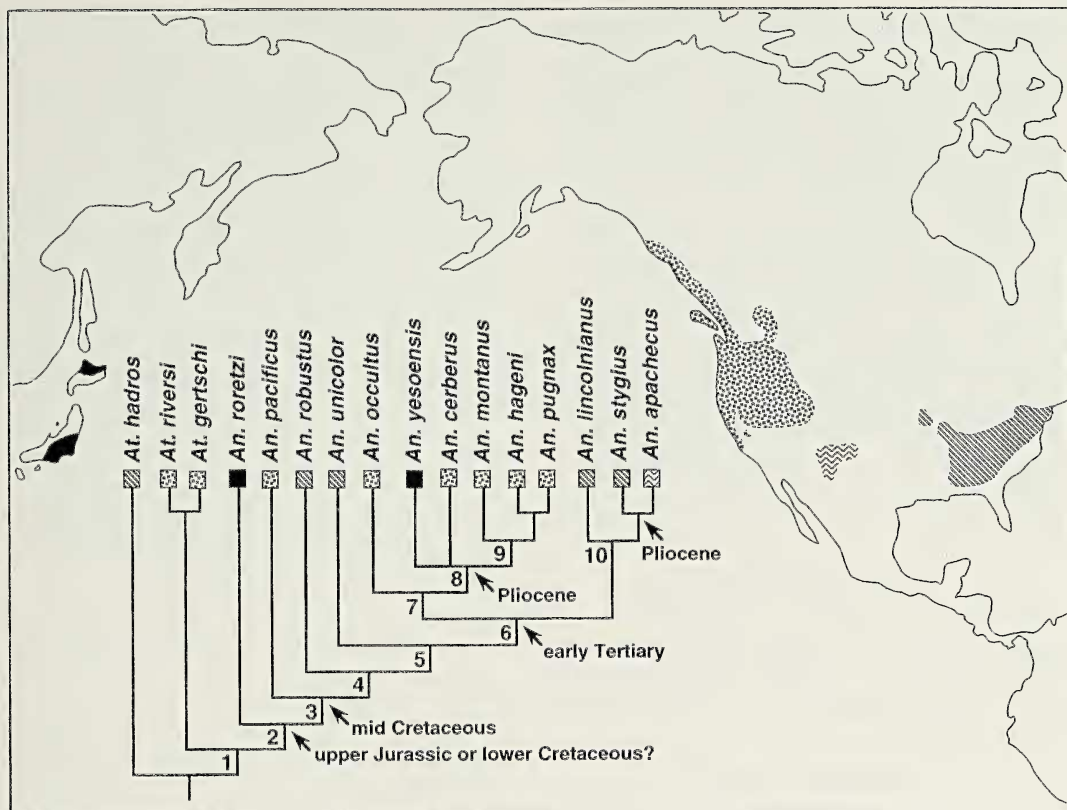 At. hadros
At. riversi
At. gertschi
An. roretzi
An. pacificus
An. robustus
An. unicolor
An. occultus
An. yesoensis
An. cerberus
An. montanus
An. hageni
An. pugnax
An. lincolnianus
An. stygius
An. apachecus
9
10
Pliocene
8
Pliocene
7
6
early Tertiary
5
4
3
mid Cretaceous
2
upper Jurassic or lower Cretaceous?
1